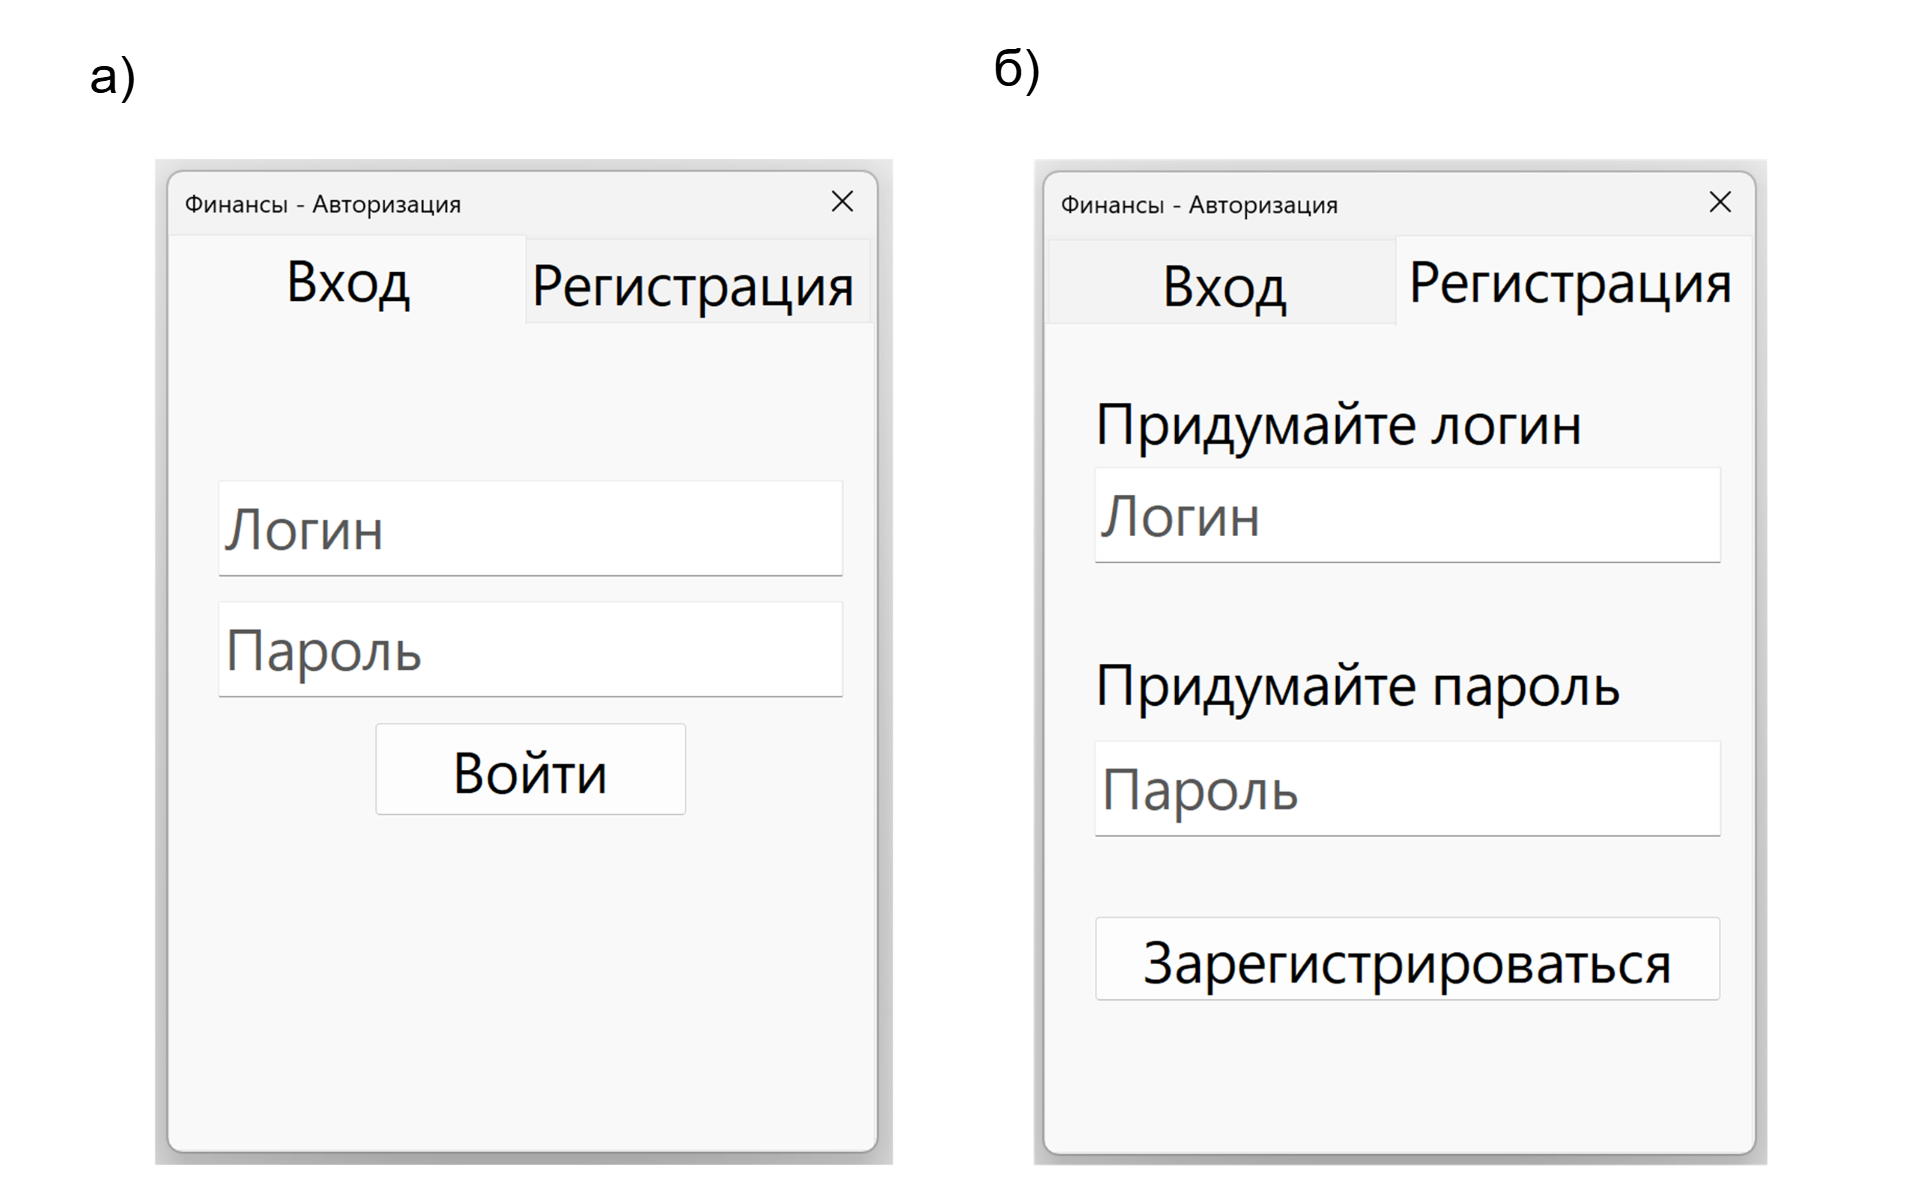 а)
Финансы - Авторизация
Вход
Регистрация
Логин
Пароль
Войти
б)
Финансы - Авторизация
Вход
Регистрация
Придумайте логин
Логин
Придумайте пароль
Пароль
Зарегистрироваться